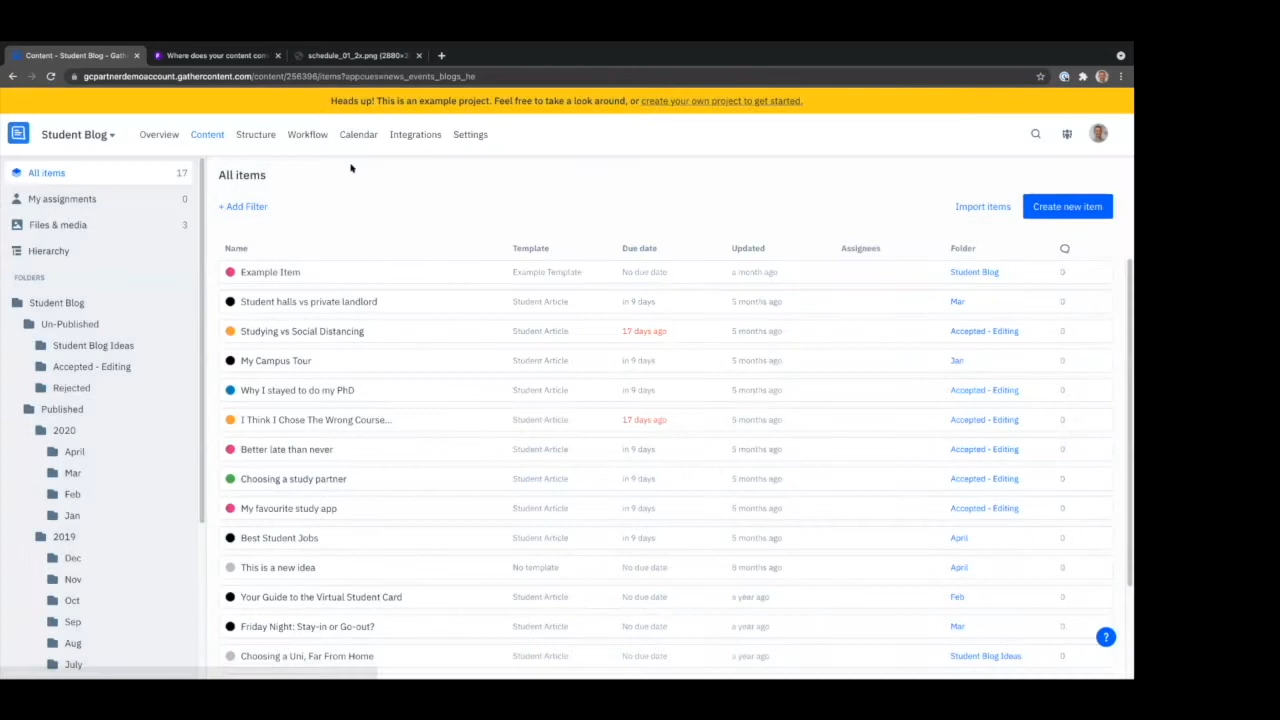 Content - Student Blog - Gath
Where does your content com
schedule_01_2x.png (2880×2
gcpartnerdemoaccount.gathercontent.com/content/256396/items?appcues=news_events_blogs_he
Heads up! This is an example project. Feel free to take a look around, or create your own project to get started.
Student Blog Overview Content Structure Workflow Calendar Integrations Settings
All items 17
My assignments 0
Files & media 3
Hierarchy
FOLDERS
Student Blog
Un-Published
Student Blog Ideas
Accepted - Editing
Rejected
Published
2020
April
Mar
Feb
Jan
2019
Dec
Nov
Oct
Sep
Aug
July
All items
+ Add Filter
Import items
Create new item
Name Template Due date Updated Assignees Folder
Example Item Example Template No due date a month ago Student Blog 0
Student halls vs private landlord Student Article in 9 days 5 months ago Mar 0
Studying vs Social Distancing Student Article 17 days ago 5 months ago Accepted - Editing 0
My Campus Tour Student Article in 9 days 5 months ago Jan 0
Why I stayed to do my PhD Student Article in 9 days 5 months ago Accepted - Editing 0
I Think I Chose The Wrong Course... Student Article 17 days ago 5 months ago Accepted - Editing 0
Better late than never Student Article in 9 days 5 months ago Accepted - Editing 0
Choosing a study partner Student Article in 9 days 5 months ago Accepted - Editing 0
My favourite study app Student Article in 9 days 5 months ago Accepted - Editing 0
Best Student Jobs Student Article in 9 days 5 months ago April 0
This is a new idea No template No due date 8 months ago April 0
Your Guide to the Virtual Student Card Student Article No due date a year ago Feb 0
Friday Night: Stay-in or Go-out? Student Article No due date a year ago Mar 0
Choosing a Uni, Far From Home Student Article No due date a year ago Student Blog Ideas 0
?